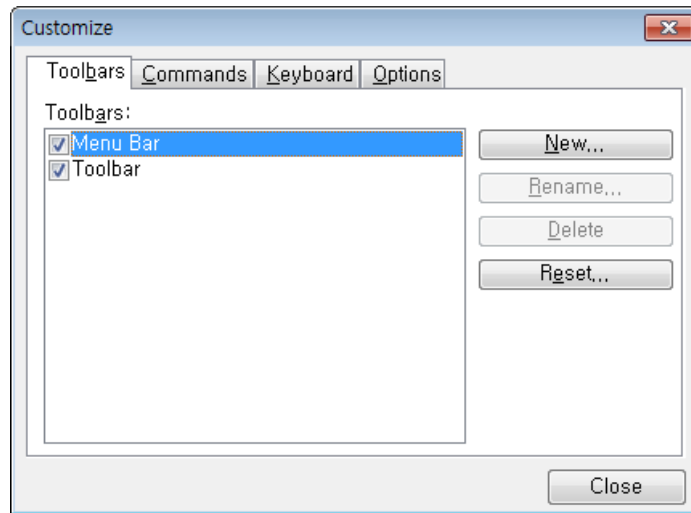 Customize
Toolbars Commands Keyboard Options
Toolbars:
Menu Bar
Toolbar
New...
Rename...
Delete
Reset...
Close